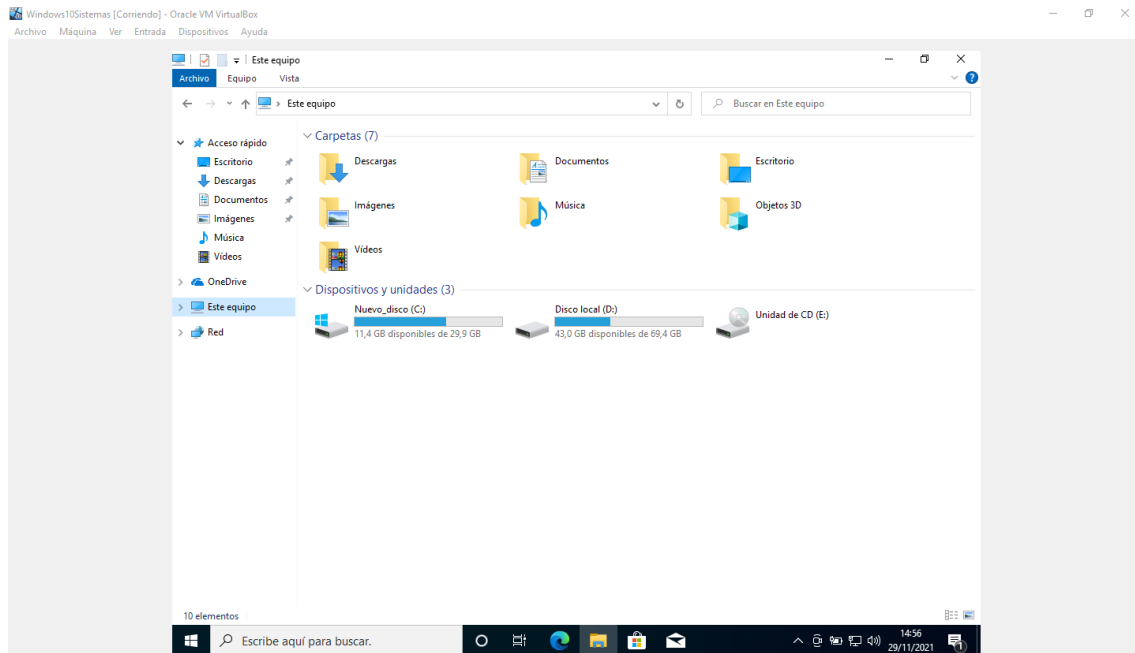 Windows10Sistemas [Corriendo] - Oracle VM VirtualBox
Archivo Máquina Ver Entrada Dispositivos Ayuda
Este equipo
Archivo Equipo Vista
Este equipo
Buscar en Este equipo
Acceso rápido
Escritorio
Descargas
Documentos
Imágenes
Música
Vídeos
OneDrive
Este equipo
Red
Carpetas (7)
Descargas Documentos Escritorio
Imágenes Música Objetos 3D
Vídeos
Dispositivos y unidades (3)
Nuevo_disco (C:)
11,4 GB disponibles de 29,9 GB
Disco local (D:)
43,0 GB disponibles de 69,4 GB
Unidad de CD (E:)
10 elementos
Escribe aquí para buscar.
14:56
29/11/2021
1